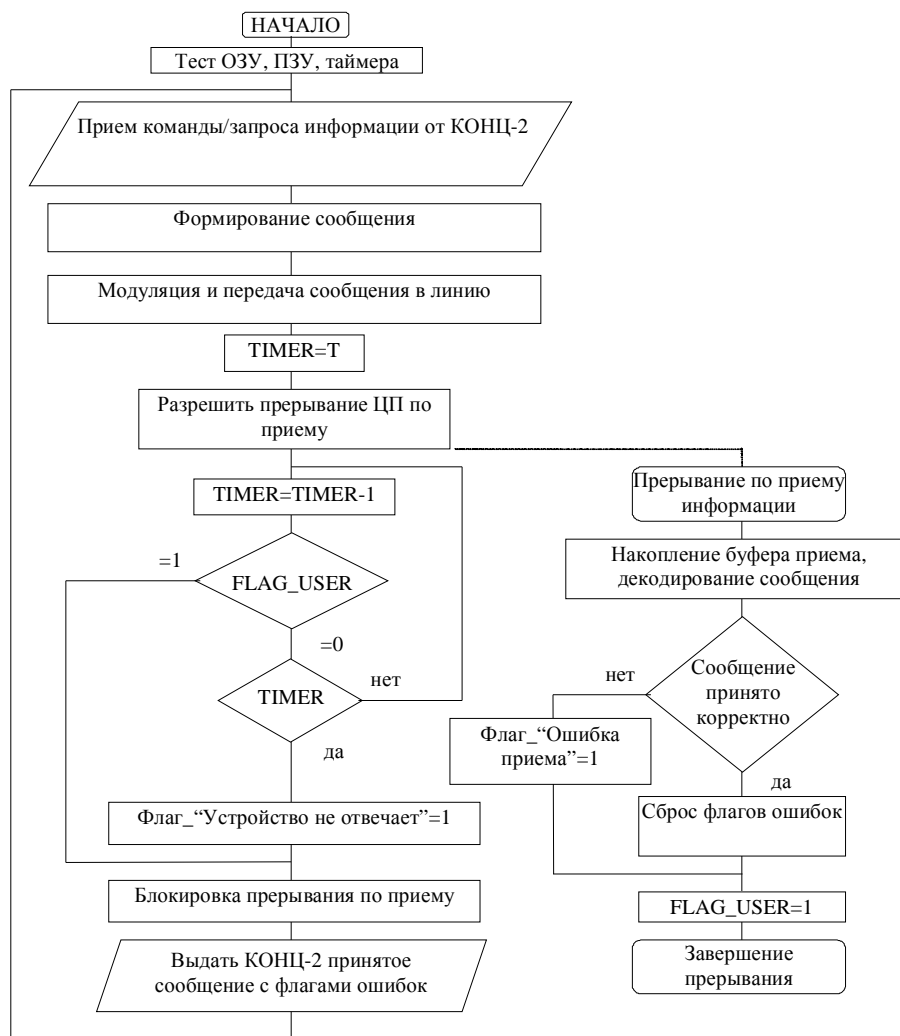 НАЧАЛО
Тест ОЗУ, ПЗУ, таймера
Прием команды/запроса информации от КОНЦ-2
Формирование сообщения
Модуляция и передача сообщения в линию
TIMER=T
Разрешить прерывание ЦП по
приему
TIMER=TIMER-1
=1
FLAG_USER
=0
TIMER
нет
да
Флаг_“Устройство не отвечает”=1
Блокировка прерывания по приему
Выдать КОНЦ-2 принятое
сообщение с флагами ошибок
Прерывание по приему
информации
Накопление буфера приема,
декодирование сообщения
Сообщение
принято
корректно
нет
Флаг_“Ошибка
приема”=1
да
Сброс флагов ошибок
FLAG_USER=1
Завершение
прерывания